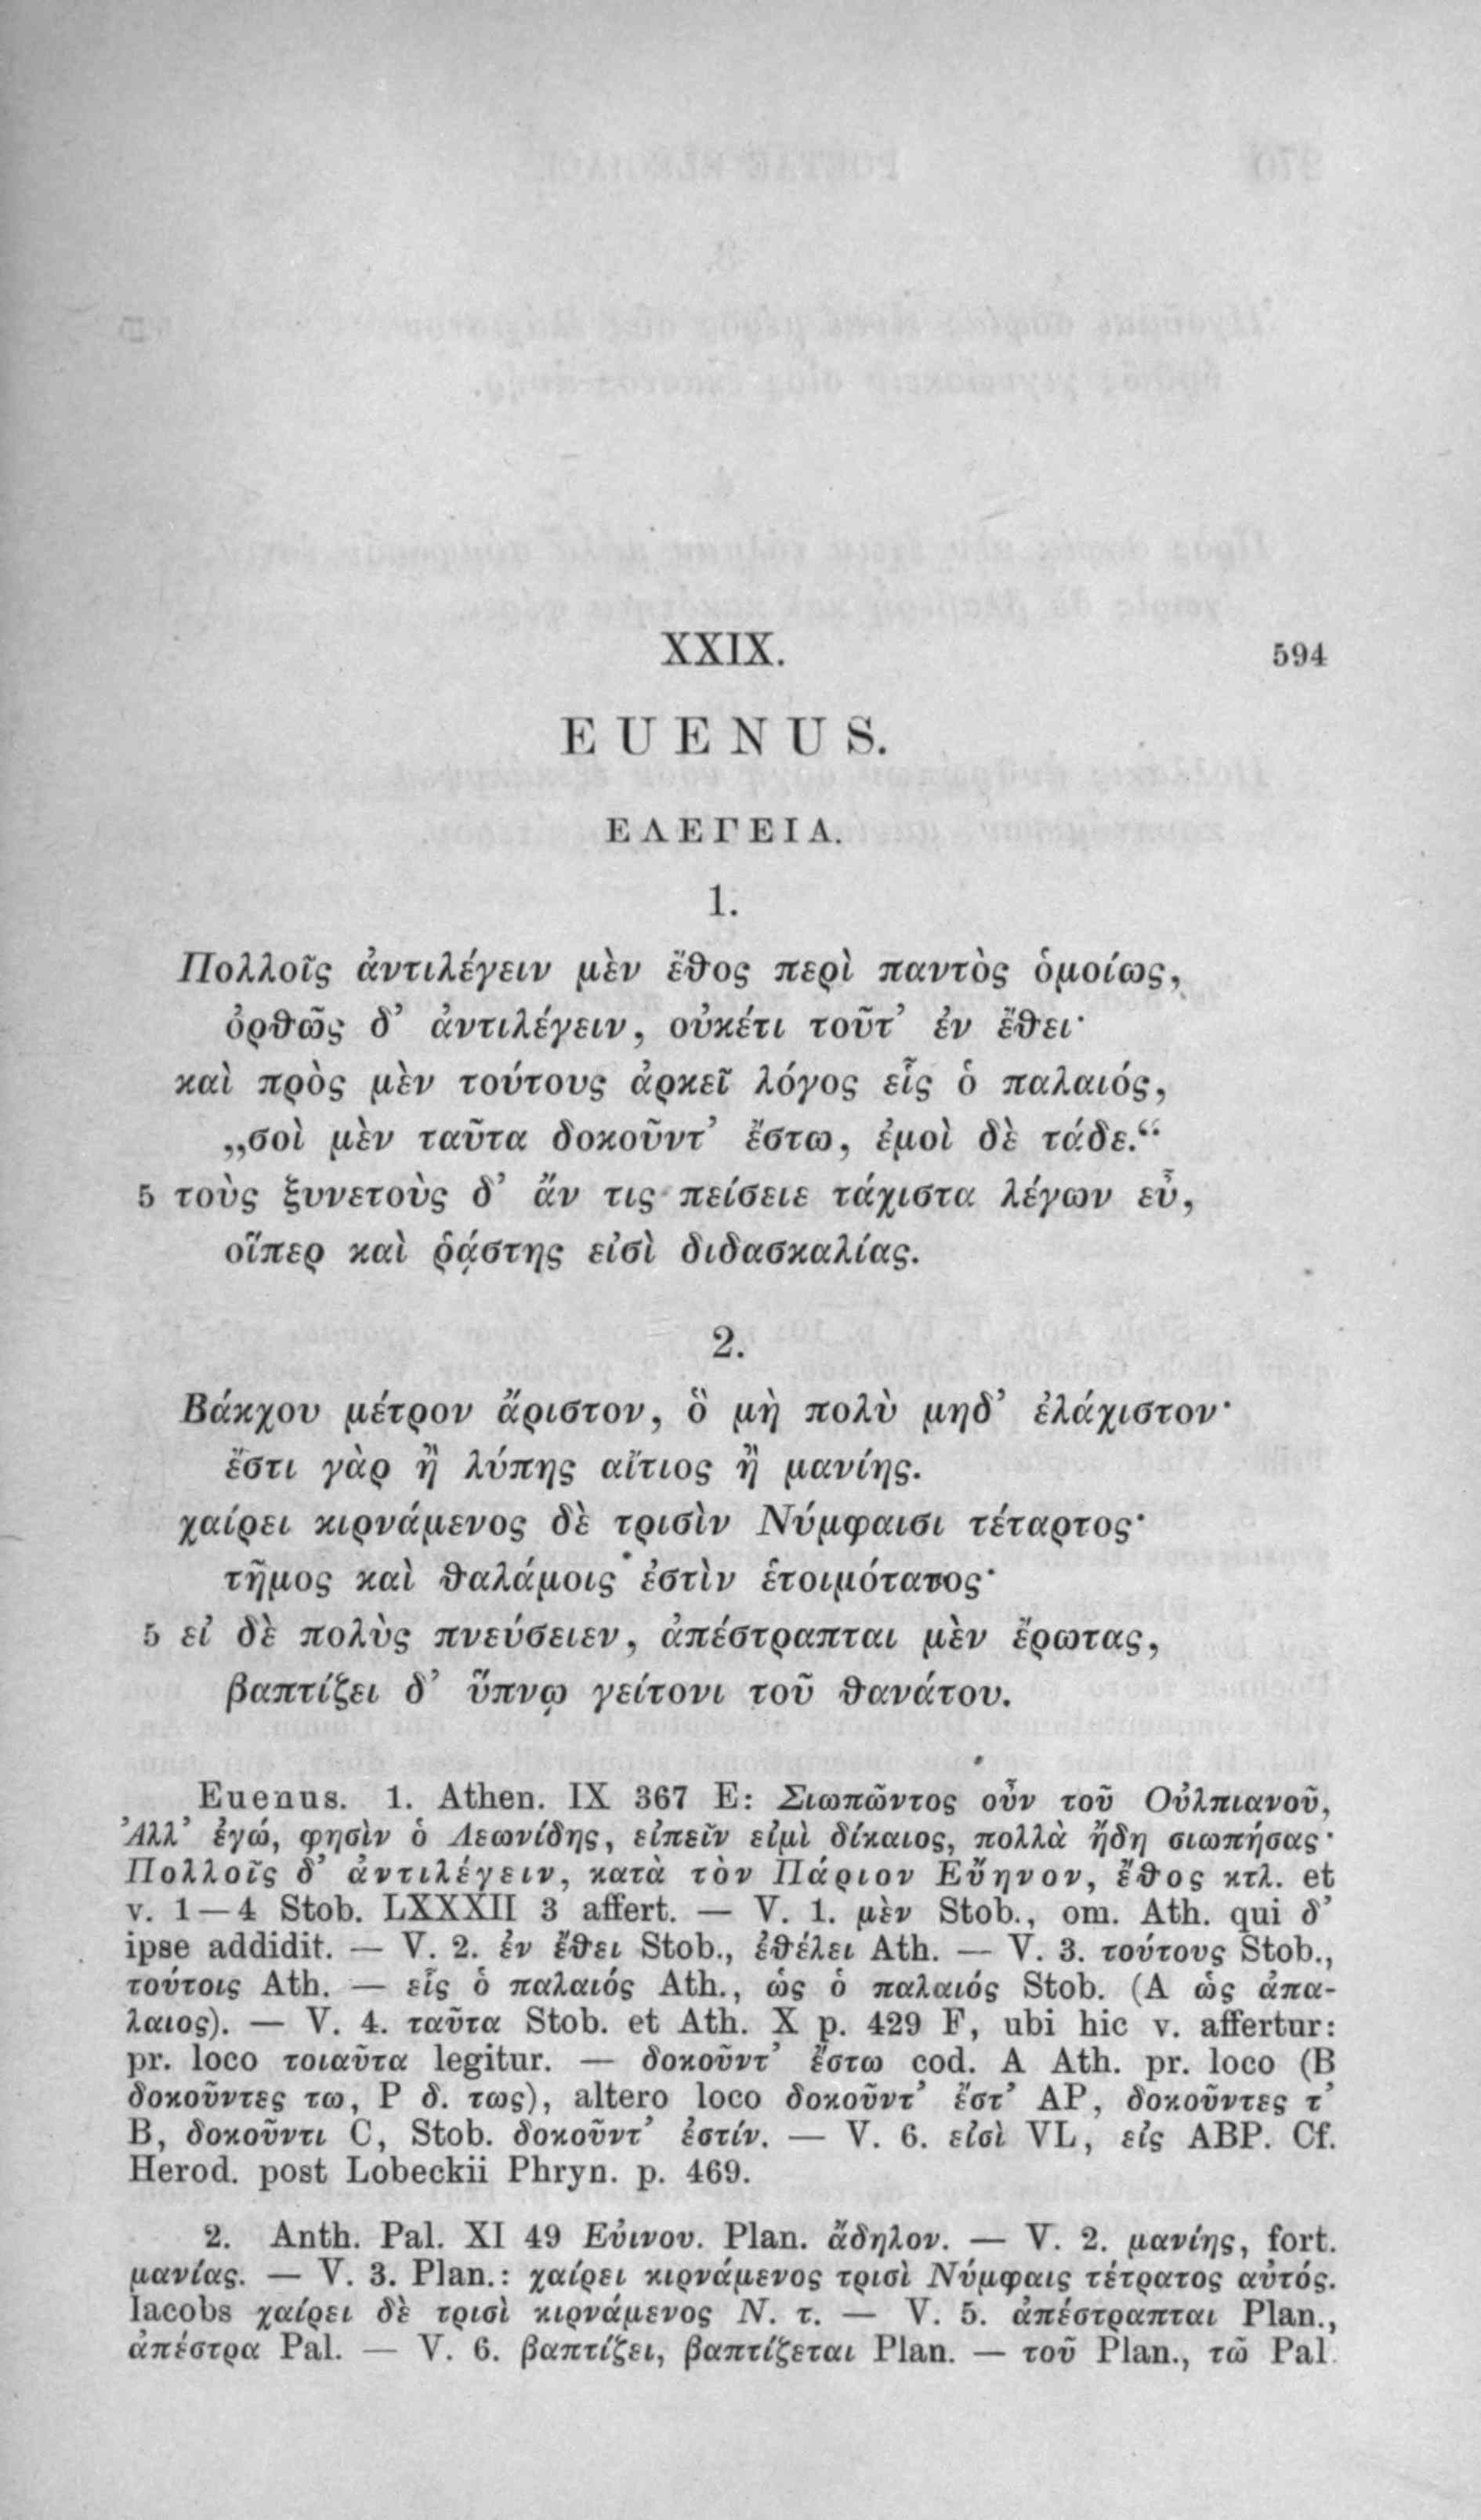 XXIX. 594
EUENUS.
ΕΛΕΓΕΙΑ.
1.
Πολλοῖς ἀντιλέγειν μὲν ἔθος περὶ παντὸς ὁμοίως,
ὀρθῶς δ’ ἀντιλέγειν, οὐκέτι τοῦτ’ ἐν ἔθει·
καὶ πρὸς μὲν τούτους ἀρκεῖ λόγος εἷς ὁ παλαιός,
„σοὶ μὲν ταῦτα δοκοῦντ’ ἔστω, ἐμοὶ δὲ τάδε.“
5 τοὺς ξυνετοὺς δ’ ἄν τις πείσειε τάχιστα λέγων εὖ,
οἵπερ καὶ ῥᾴστης εἰσὶ διδασκαλίας.
2.
Βάκχου μέτρον ἄριστον, ὃ μὴ πολὺ μηδ’ ἐλάχιστον·
ἔστι γὰρ ἢ λύπης αἴτιος ἢ μανίης.
χαίρει κιρνάμενος δὲ τρισὶν Νύμφαισι τέταρτος·
τῆμος καὶ θαλάμοις ἐστὶν ἑτοιμότατος·
5 εἰ δὲ πολὺς πνεύσειεν, ἀπέστραπται μὲν ἔρωτας,
βαπτίζει δ’ ὕπνῳ γείτονι τοῦ θανάτου.
Euenus. 1. Athen. IX 367 E: Σιωπῶντος οὖν τοῦ Οὐλπιανοῦ,
Ἀλλ’ ἐγώ, φησὶν ὁ Λεωνίδης, εἰπεῖν εἰμὶ δίκαιος, πολλὰ ἤδη σιωπήσας·
Πολλοῖς δ’ ἀντιλέγειν, κατὰ τὸν Πάριον Εὔηνον, ἔθος κτλ. et
v. 1—4 Stob. LXXXII 3 affert. — V. 1. μὲν Stob., om. Ath. qui δ’
ipse addidit. — V. 2. ἐν ἔθει Stob., ἐθέλει Ath. — V. 3. τούτους Stob.,
τούτοις Ath. — εἷς ὁ παλαιός Ath., ὡς ὁ παλαιός Stob. (A ὡς ἀπα-
λαιος). — V. 4. ταῦτα Stob. et Ath. X p. 429 F, ubi hic v. affertur:
pr. loco τοιαῦτα legitur. — δοκοῦντ’ ἔστω cod. A Ath. pr. loco (B
δοκοῦντες τω, P δ. τως), altero loco δοκοῦντ’ ἔστ’ AP, δοκοῦντες τ’
B, δοκοῦντι C, Stob. δοκοῦντ’ ἐστίν. — V. 6. εἰσὶ VL, εἰς ABP. Cf.
Herod. post Lobeckii Phryn. p. 469.
2. Anth. Pal. XI 49 Εὐινου. Plan. ἄδηλον. — V. 2. μανίης, fort.
μανίας. — V. 3. Plan.: χαίρει κιρνάμενος τρισὶ Νύμφαις τέτρατος αὐτός.
Iacobs χαίρει δὲ τρισὶ κιρνάμενος Ν. τ. — V. 5. ἀπέστραπται Plan.,
ἀπέστρα Pal. — V. 6. βαπτίζει, βαπτίζεται Plan. — τοῦ Plan., τῶ Pal.